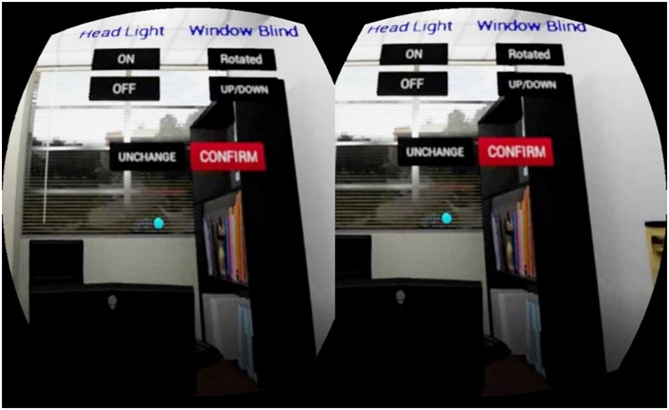 Head Light Window Blind
ON Rotated
OFF UP/DOWN
UNCHANGE CONFIRM
Head Light Window Blind
ON Rotated
OFF UP/DOWN
UNCHANGE CONFIRM